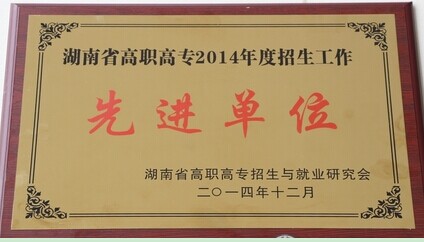 湖南省高职高专2014年度招生工作
先进单位
湖南省高职高专招生与就业研究会
二〇一四年十二月